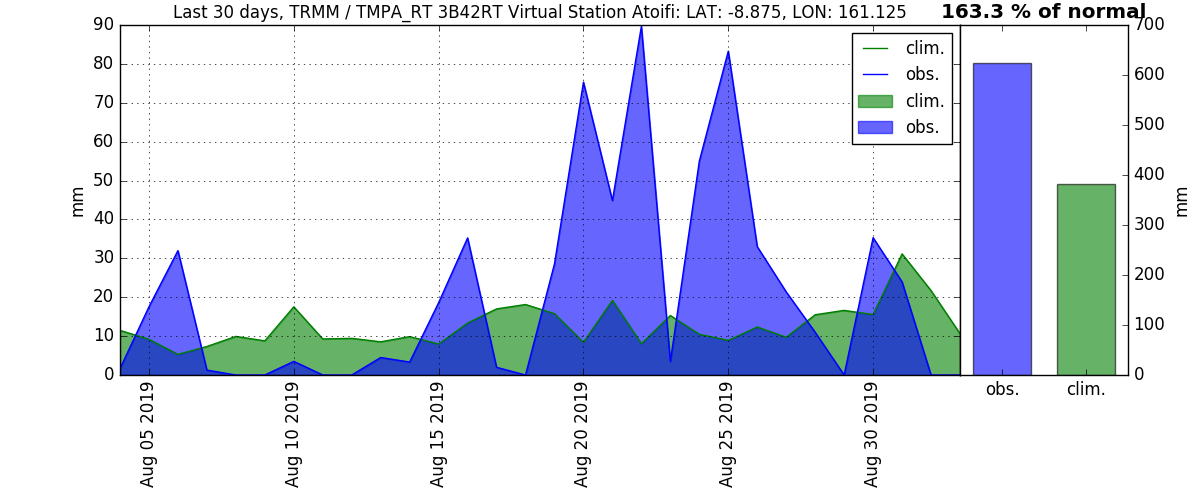 Last 30 days, TRMM / TMPA_RT 3B42RT Virtual Station Atoifi: LAT: -8.875, LON: 161.125
163.3 % of normal
90
80
70
60
50
40
30
20
10
0
mm
clim.
obs.
clim.
obs.
Aug 05 2019
Aug 10 2019
Aug 15 2019
Aug 20 2019
Aug 25 2019
Aug 30 2019
700
600
500
400
300
200
100
0
mm
obs.
clim.